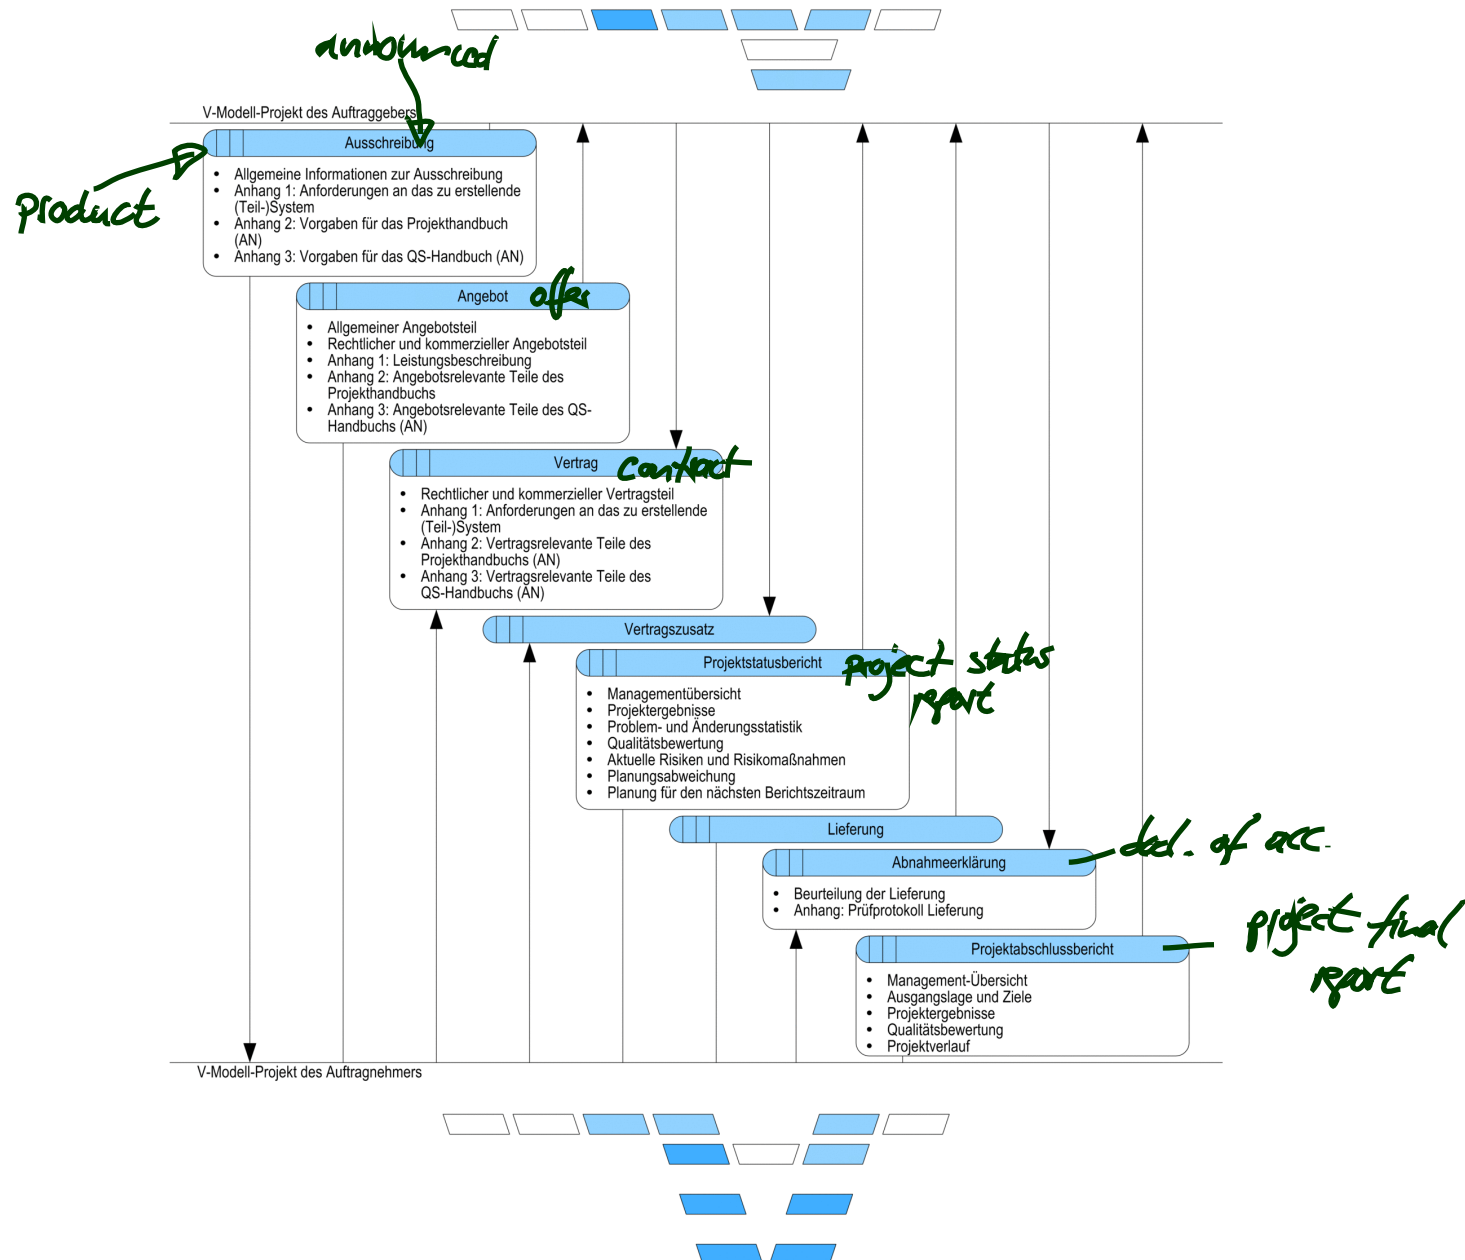 announced
V-Modell-Projekt des Auftraggebers
Ausschreibung
product
• Allgemeine Informationen zur Ausschreibung
• Anhang 1: Anforderungen an das zu erstellende
(Teil-)System
• Anhang 2: Vorgaben für das Projekthandbuch
(AN)
• Anhang 3: Vorgaben für das QS-Handbuch (AN)
Angebot offer
• Allgemeiner Angebotsteil
• Rechtlicher und kommerzieller Angebotsteil
• Anhang 1: Leistungsbeschreibung
• Anhang 2: Angebotsrelevante Teile des
Projekthandbuchs
• Anhang 3: Angebotsrelevante Teile des QS-
Handbuchs (AN)
Vertrag contract
• Rechtlicher und kommerzieller Vertragsteil
• Anhang 1: Anforderungen an das zu erstellende
(Teil-)System
• Anhang 2: Vertragsrelevante Teile des
Projekthandbuchs (AN)
• Anhang 3: Vertragsrelevante Teile des
QS-Handbuchs (AN)
Vertragszusatz
Projektstatusbericht project status
report
• Managementübersicht
• Projektergebnisse
• Problem- und Änderungsstatistik
• Qualitätsbewertung
• Aktuelle Risiken und Risikomaßnahmen
• Planungsabweichung
• Planung für den nächsten Berichtszeitraum
Lieferung
Abnahmeerklärung decl. of acc.
• Beurteilung der Lieferung
• Anhang: Prüfprotokoll Lieferung
Projektabschlussbericht project final
report
• Management-Übersicht
• Ausgangslage und Ziele
• Projektergebnisse
• Qualitätsbewertung
• Projektverlauf
V-Modell-Projekt des Auftragnehmers